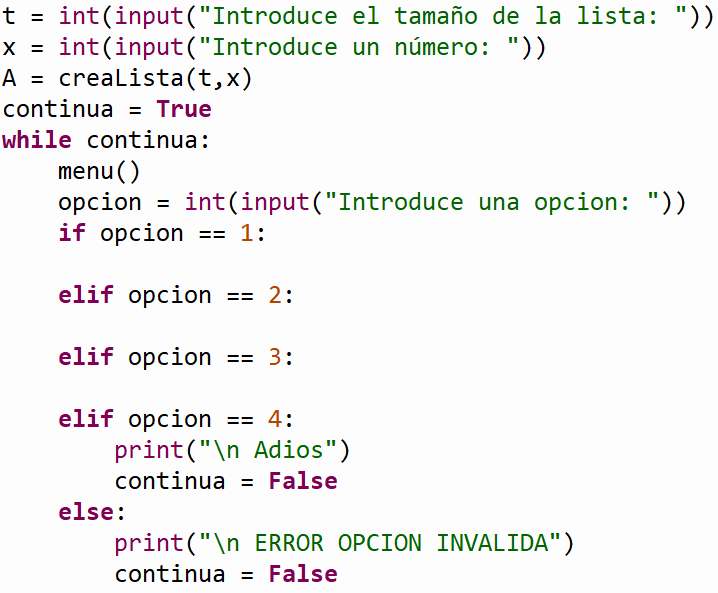 t = int(input("Introduce el tamaño de la lista: "))
x = int(input("Introduce un número: "))
A = creaLista(t,x)
continua = True
while continua:
    menu()
    opcion = int(input("Introduce una opcion: "))
    if opcion == 1:
    elif opcion == 2:
    elif opcion == 3:
    elif opcion == 4:
        print("\n Adios")
        continua = False
    else:
        print("\n ERROR OPCION INVALIDA")
        continua = False